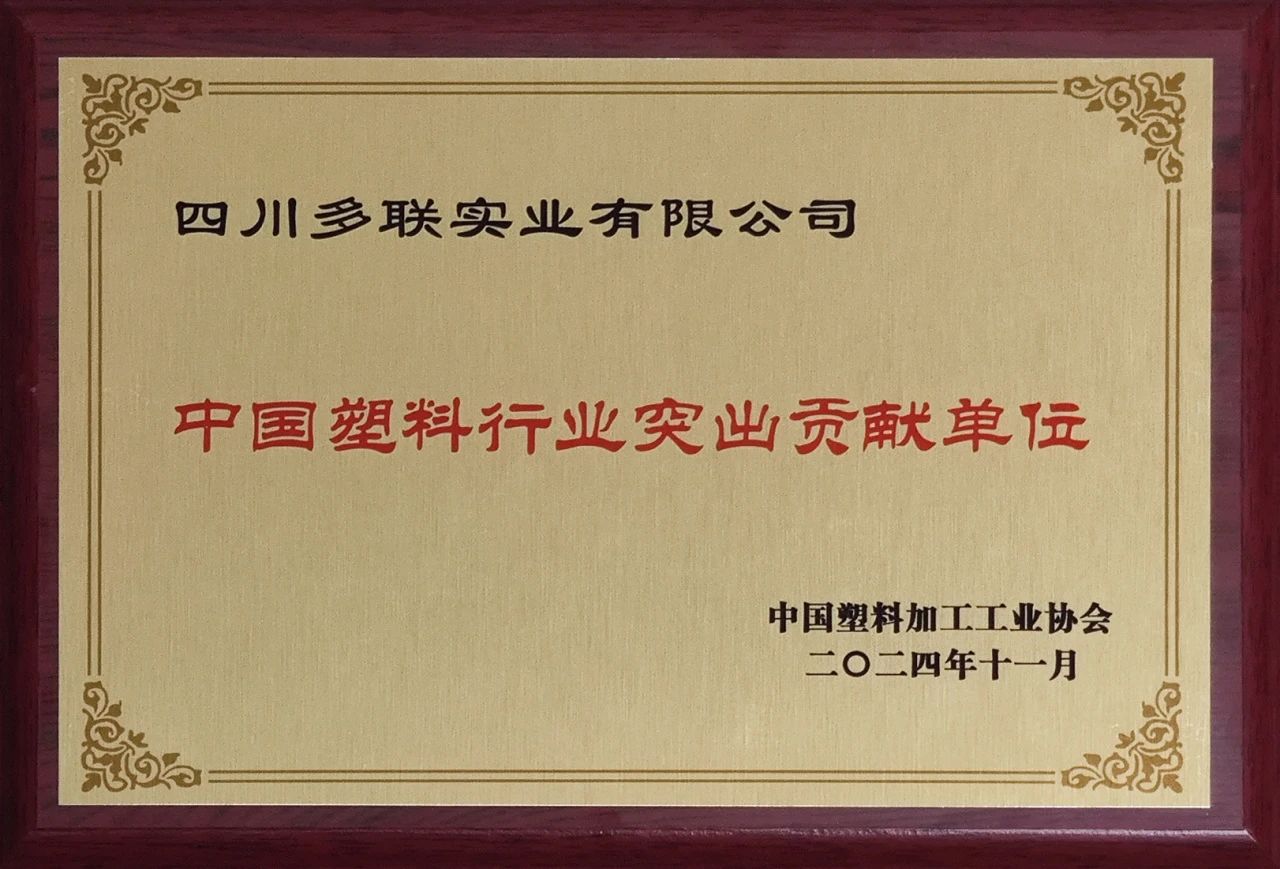 四川多联实业有限公司
中国塑料行业突出贡献单位
中国塑料加工工业协会
二〇二四年十一月